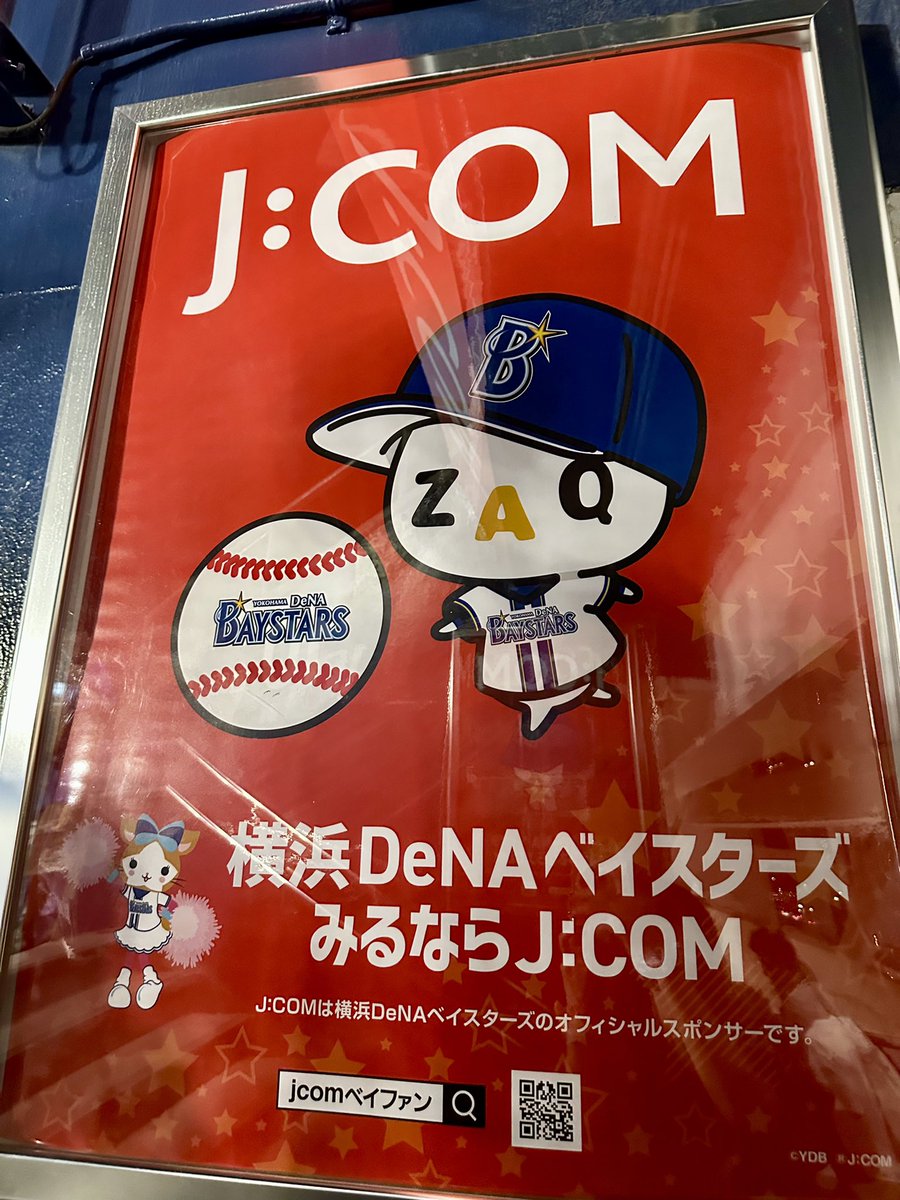 J:COM
B
Z A Q
YOKOHAMA DeNA
BAYSTARS
YOKOHAMA DeNA
BAYSTARS
横浜DeNAベイスターズ
みるならJ:COM
J:COMは横浜DeNAベイスターズのオフィシャルスポンサーです。
jcomベイファン
©YDB
J:COM